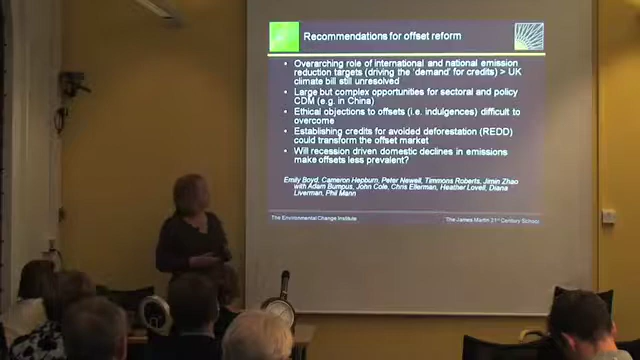 Recommendations for offset reform
• Overarching role of international and national emission
reduction targets (driving the 'demand' for credits) > UK
climate bill still unresolved
• Large but complex opportunities for sectoral and policy
CDM (e.g. in China)
• Ethical objections to offsets (i.e. indulgences) difficult to
overcome
• Establishing credits for avoided deforestation (REDD)
could transform the offset market
• Will recession driven domestic declines in emissions
make offsets less prevalent?
Emily Boyd, Cameron Hepburn, Peter Newell, Timmons Roberts, Jimin Zhao
with Adam Bumpus, John Cole, Chris Ellerman, Heather Lovell, Diana
Liverman, Phil Mann
The Environmental Change Institute
The James Martin 21st Century School